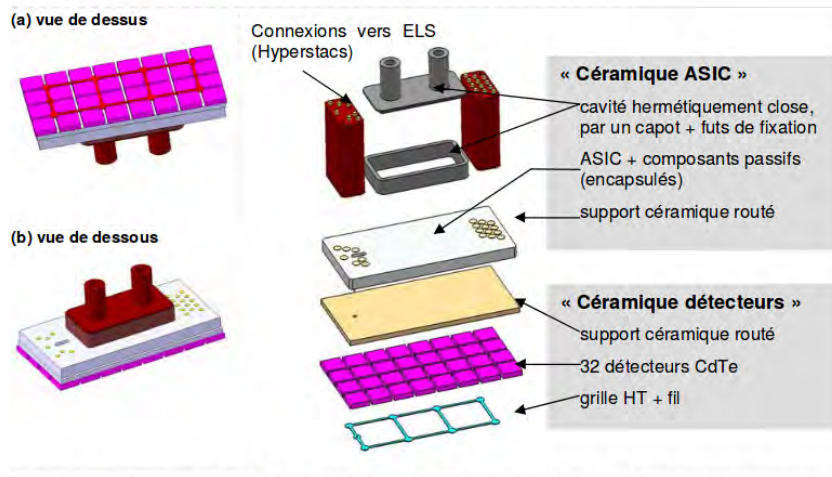 (a) vue de dessus
Connexions vers ELS
(Hyperstacs)
(b) vue de dessous
« Céramique ASIC »
cavité hermétiquement close,
par un capot + futs de fixation
ASIC + composants passifs
(encapsulés)
support céramique routé
« Céramique détecteurs »
support céramique routé
32 détecteurs CdTe
grille HT + fil